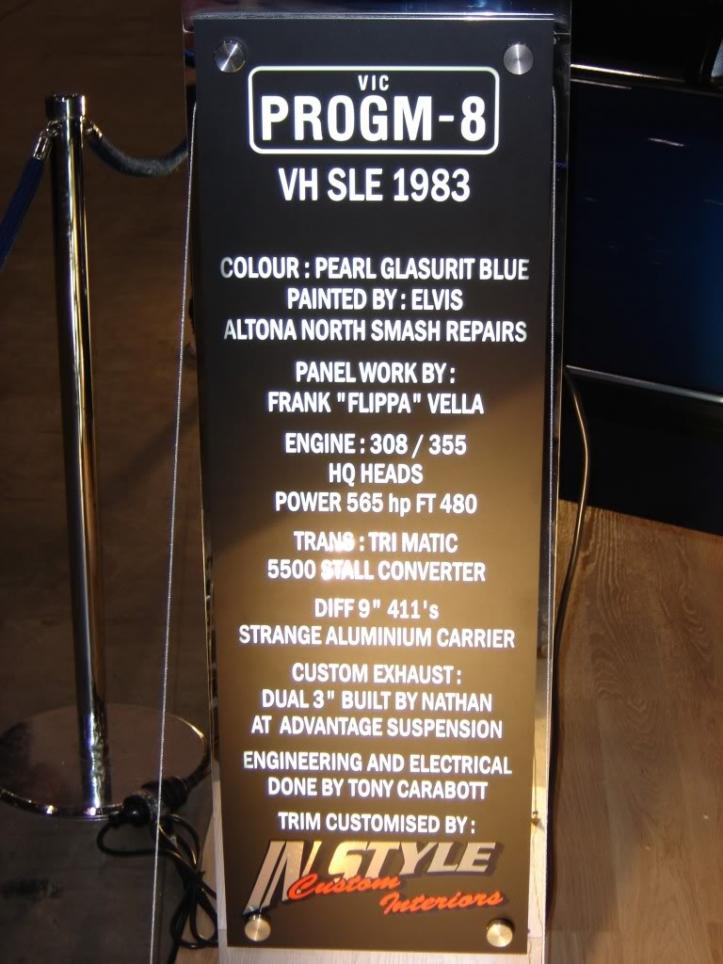 VIC
PROGM-8
VH SLE 1983
COLOUR : PEARL GLASURIT BLUE
PAINTED BY : ELVIS
ALTONA NORTH SMASH REPAIRS
PANEL WORK BY :
FRANK "FLIPPA" VELLA
ENGINE : 308 / 355
HQ HEADS
POWER 565 hp FT 480
TRANS : TRI MATIC
5500 STALL CONVERTER
DIFF 9" 411's
STRANGE ALUMINIUM CARRIER
CUSTOM EXHAUST :
DUAL 3" BUILT BY NATHAN
AT ADVANTAGE SUSPENSION
ENGINEERING AND ELECTRICAL
DONE BY TONY CARABOTT
TRIM CUSTOMISED BY :
IN STYLE
Custom
Interiors